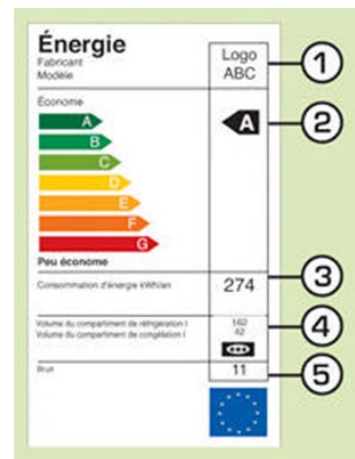 Énergie
Fabricant
Modèle
Logo
ABC
1
Économe
A
A
2
B
C
D
E
F
G
Peu économe
Consommation d'énergie kWh/an
274
3
Volume du compartiment de réfrigération l
Volume du compartiment de congélation l
162
42
4
Bruit
11
5